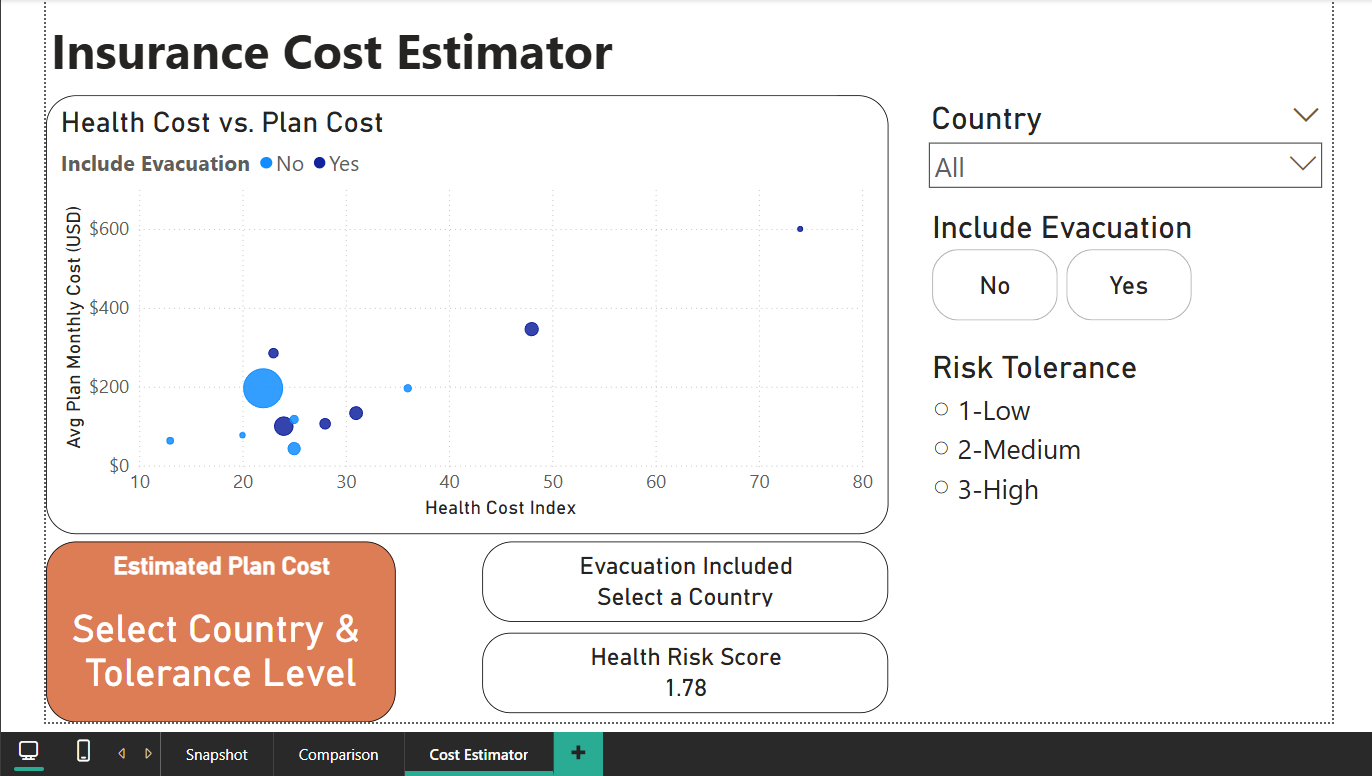 Insurance Cost Estimator
Health Cost vs. Plan Cost
Include Evacuation No Yes
Avg Plan Monthly Cost (USD)
$600
$400
$200
$0
10 20 30 40 50 60 70 80
Health Cost Index
Country
All
Include Evacuation
No Yes
Risk Tolerance
1-Low
2-Medium
3-High
Estimated Plan Cost
Select Country &
Tolerance Level
Evacuation Included
Select a Country
Health Risk Score
1.78
Snapshot Comparison Cost Estimator +